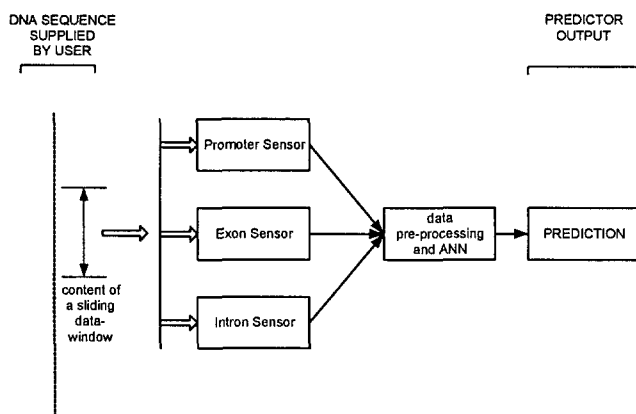 DNA SEQUENCE
SUPPLIED
BY USER
PREDICTOR
OUTPUT
Promoter Sensor
Exon Sensor
data
pre-processing
and ANN
PREDICTION
content of
a sliding
data-
window
Intron Sensor